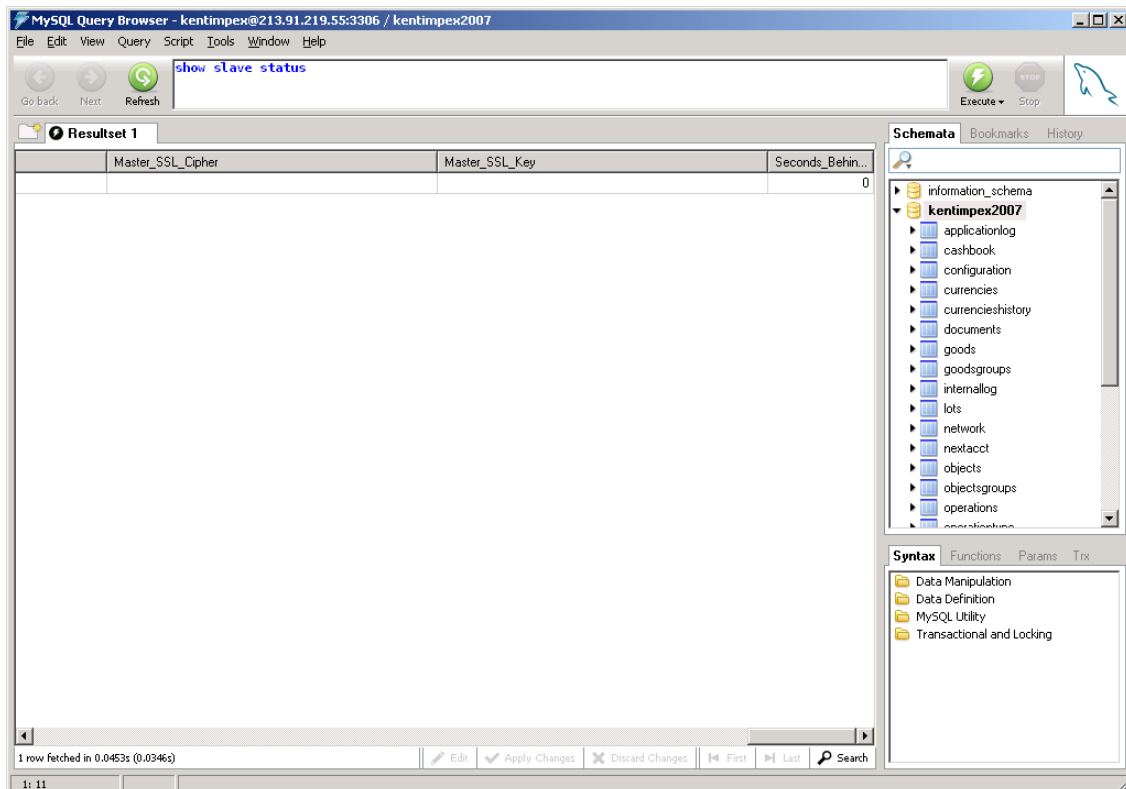 MySQL Query Browser - kentimpex@213.91.219.55:3306 / kentimpex2007
File Edit View Query Script Tools Window Help
show slave status
Go back Next Refresh Execute Stop
STOP
Resultset 1
Master_SSL_Cipher Master_SSL_Key Seconds_Behin...
0
1 row fetched in 0.0453s (0.0346s) Edit Apply Changes Discard Changes First Last Search
1: 11
Schemata Bookmarks History
information_schema
kentimpex2007
applicationlog
cashbook
configuration
currencies
currencieshistory
documents
goods
goodsgroups
internallog
lots
network
nextacct
objects
objectsgroups
operations
operationtype
Syntax Functions Params Trx
Data Manipulation
Data Definition
MySQL Utility
Transactional and Locking